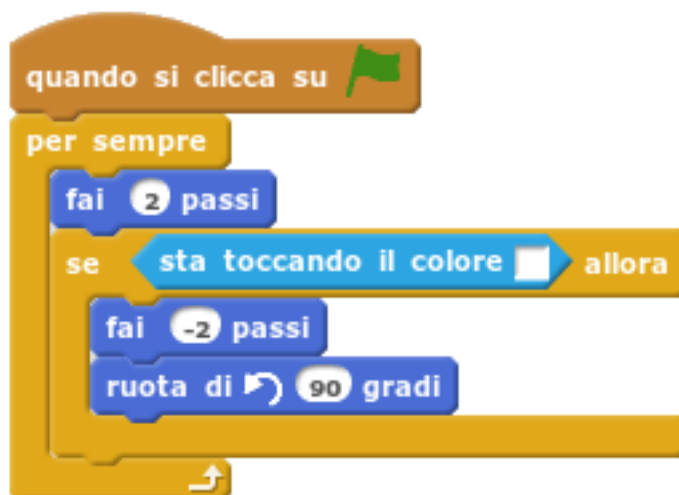 quando si clicca su
per sempre
fai 2 passi
se sta toccando il colore allora
fai -2 passi
ruota di 90 gradi